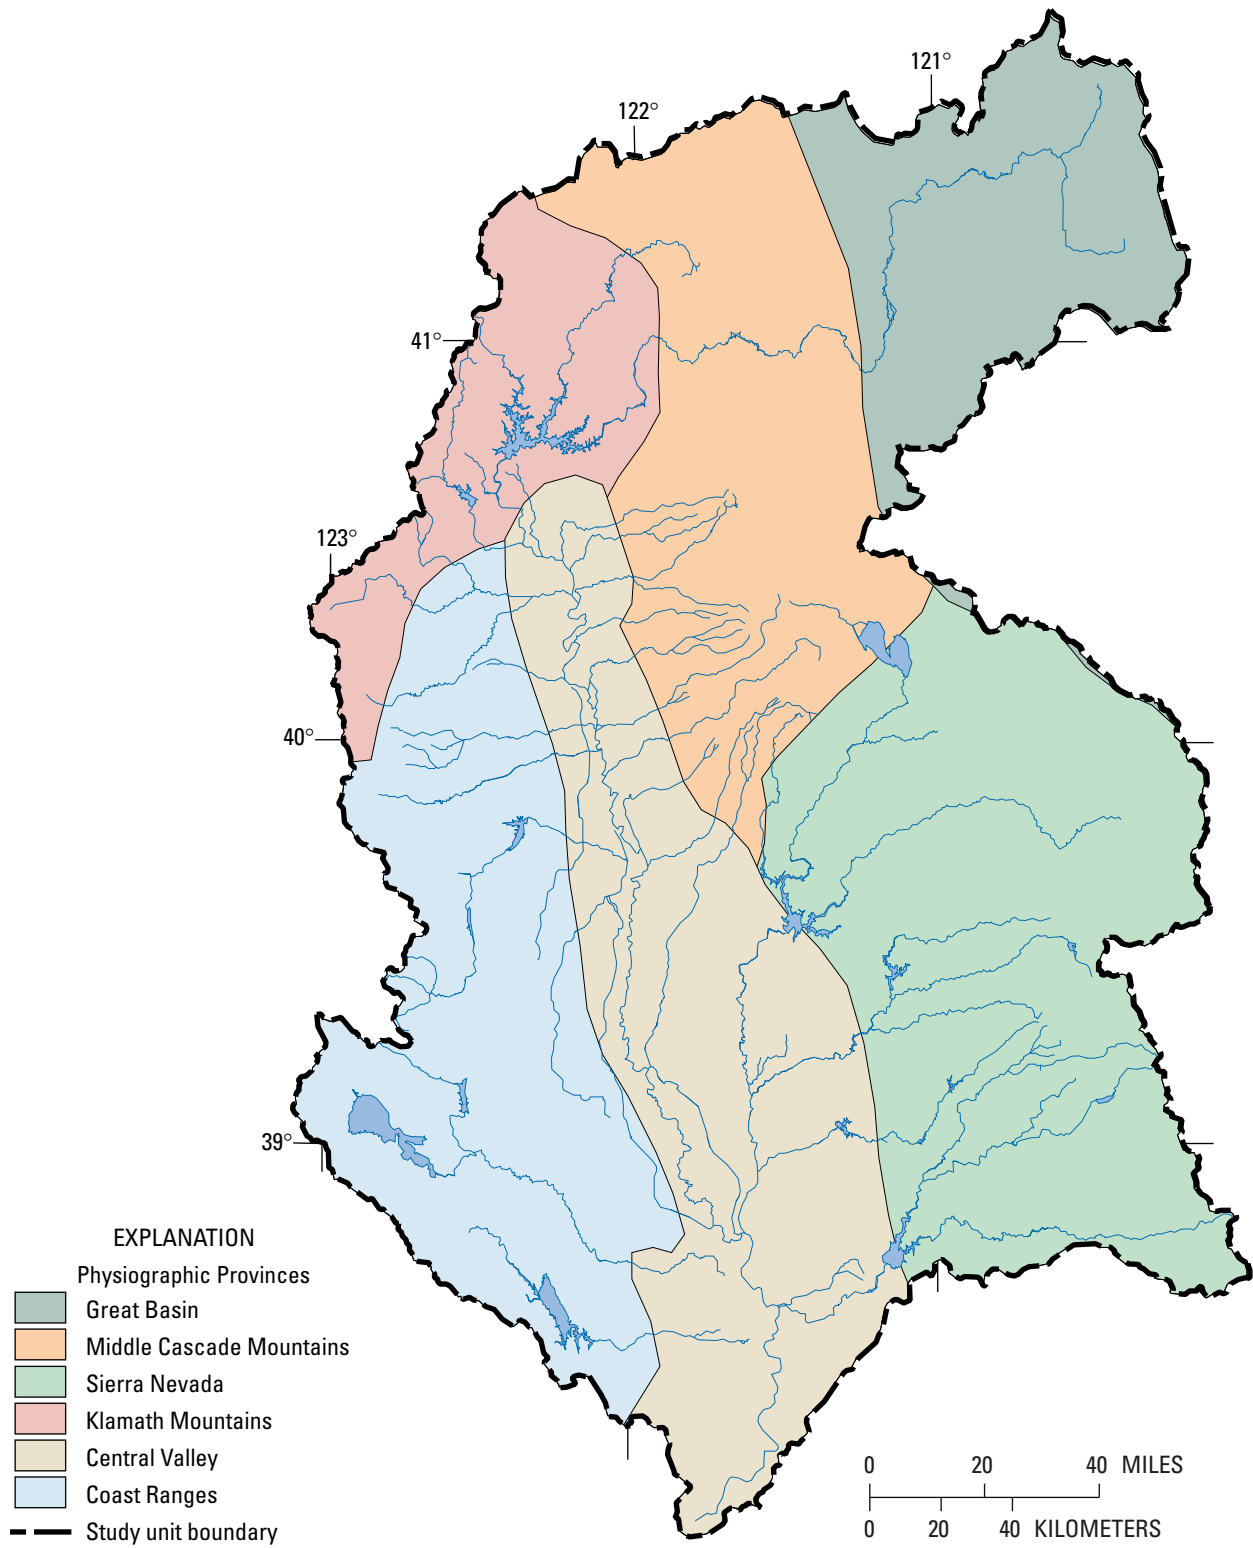 121°
122°
41°
123°
40°
39°
EXPLANATION
Physiographic Provinces
Great Basin
Middle Cascade Mountains
Sierra Nevada
Klamath Mountains
Central Valley
Coast Ranges
Study unit boundary
0 20 40 MILES
0 20 40 KILOMETERS